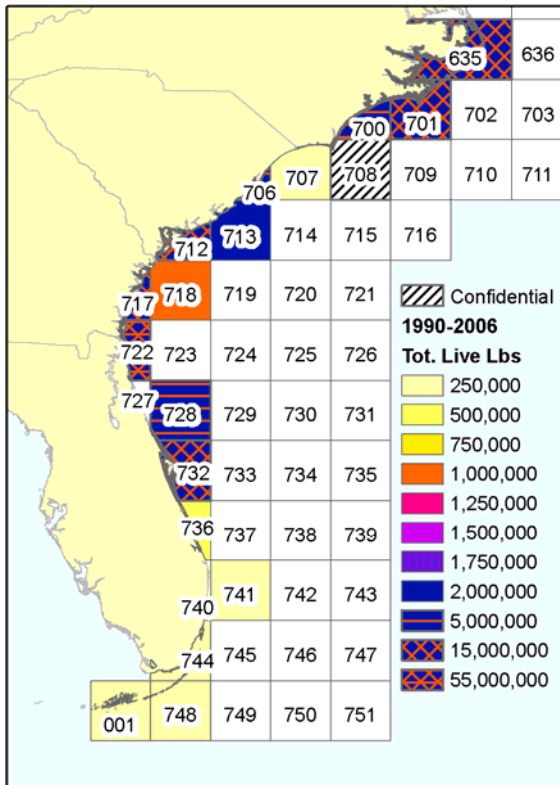 635 636
700 701 702 703
706 707 708 709 710 711
712 713 714 715 716
717 718 719 720 721
722 723 724 725 726
727 728 729 730 731
732 733 734 735
736 737 738 739
740 741 742 743
744 745 746 747
001 748 749 750 751
Confidential
1990-2006
Tot. Live Lbs
250,000
500,000
750,000
1,000,000
1,250,000
1,500,000
1,750,000
2,000,000
5,000,000
15,000,000
55,000,000